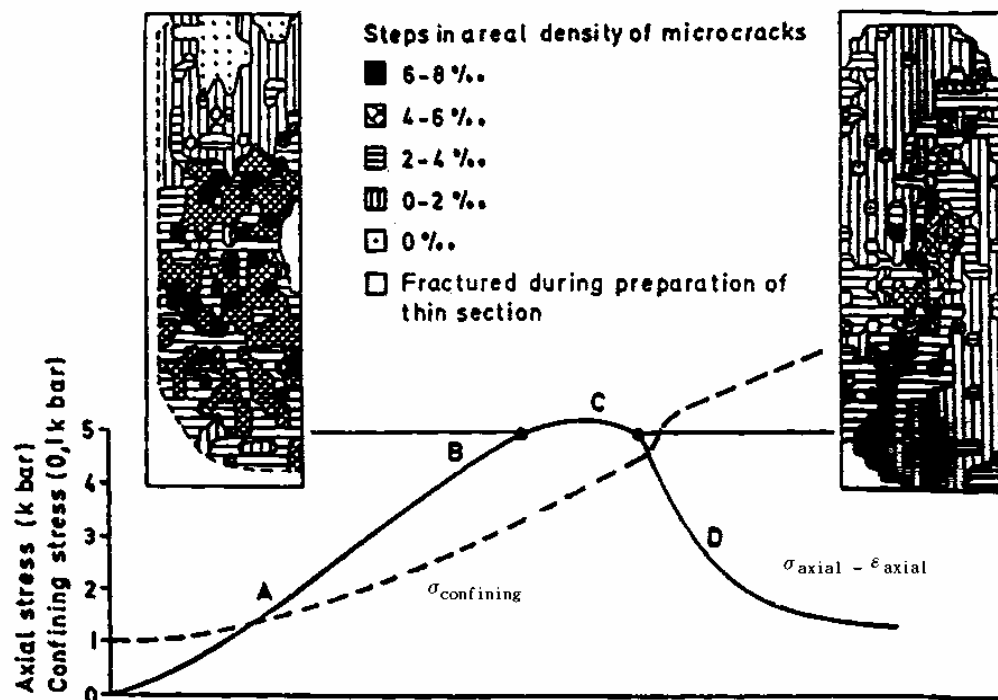 Steps in areal density of microcracks
6-8‰
4-6‰
2-4‰
0-2‰
0‰
Fractured during preparation of
thin section
Axial stress (k bar)
Confining stress (0,1k bar)
5
4
3
2
1
0
A
B
C
D
σconfining
σaxial - εaxial